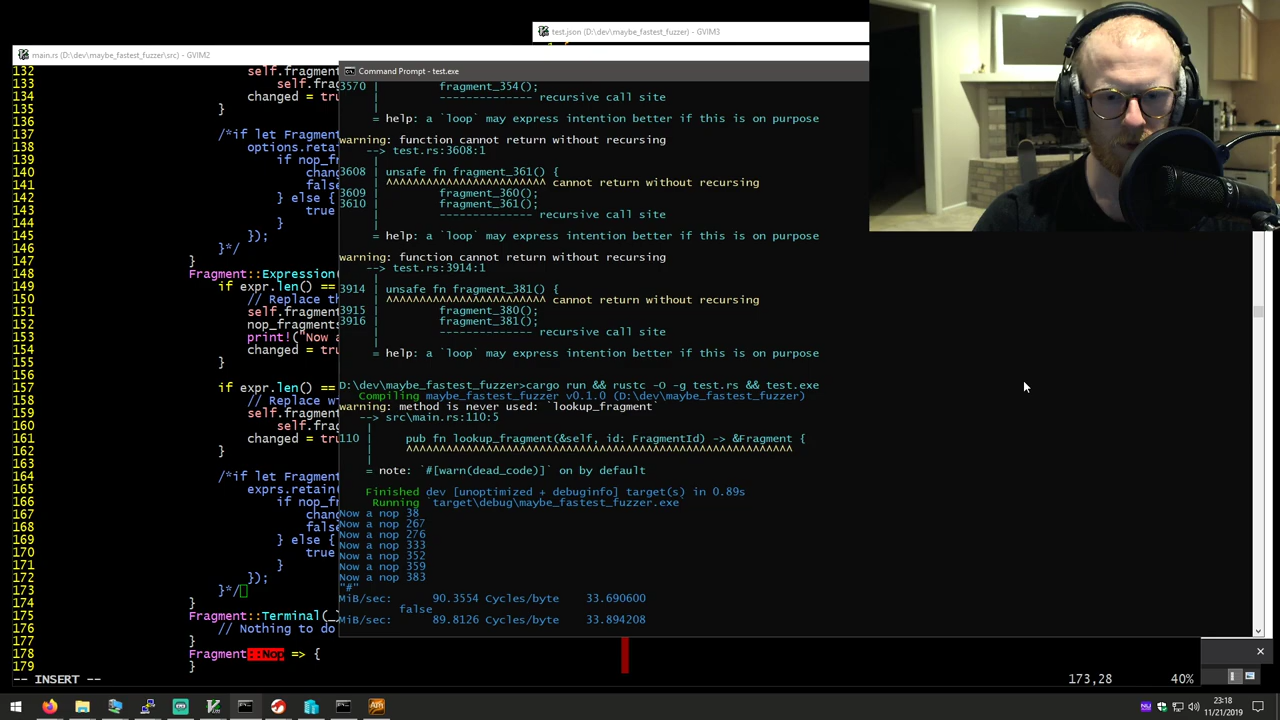 test.json (D:\dev\maybe_fastest_fuzzer) - GVIM3
main.rs (D:\dev\maybe_fastest_fuzzer\src) - GVIM2
132 self.fragment
133 self.frag
134 changed = tru
135 }
136
137 /*if let Fragment
138 options.retai
139 if nop_fr
140 chang
141 false
142 } else {
143 true
144 }
145 });
146 }*/
147 }
148 Fragment::Expression(
149 if expr.len() ==
150 // Replace th
151 self.fragment
152 nop_fragments
153 print!("Now a
154 changed = tru
155 }
156
157 if expr.len() ==
158 // Replace w
159 self.fragment
160 self.frag
161 changed = tru
162 }
163
164 /*if let Fragment
165 exprs.retain(
166 if nop_fr
167 chang
168 false
169 } else {
170 true
171 }
172 });
173 }*/
174 }
175 Fragment::Terminal(_
176 // Nothing to do
177 }
178 Fragment::Nop => {
179 }
-- INSERT --
173,28
40%
Command Prompt - test.exe
3570 | fragment_354();
| -------------- recursive call site
|
= help: a `loop` may express intention better if this is on purpose
warning: function cannot return without recursing
--> test.rs:3608:1
|
3608 | unsafe fn fragment_361() {
| ^^^^^^^^^^^^^^^^^^^^^^^^ cannot return without recursing
3609 | fragment_360();
3610 | fragment_361();
| -------------- recursive call site
|
= help: a `loop` may express intention better if this is on purpose
warning: function cannot return without recursing
--> test.rs:3914:1
|
3914 | unsafe fn fragment_381() {
| ^^^^^^^^^^^^^^^^^^^^^^^^ cannot return without recursing
3915 | fragment_380();
3916 | fragment_381();
| -------------- recursive call site
|
= help: a `loop` may express intention better if this is on purpose
D:\dev\maybe_fastest_fuzzer>cargo run && rustc -O -g test.rs && test.exe
Compiling maybe_fastest_fuzzer v0.1.0 (D:\dev\maybe_fastest_fuzzer)
warning: method is never used: `lookup_fragment`
--> src\main.rs:110:5
|
110 | pub fn lookup_fragment(&self, id: FragmentId) -> &Fragment {
| ^^^^^^^^^^^^^^^^^^^^^^^^^^^^^^^^^^^^^^^^^^^^^^^^^^^^^^^^^^
|
= note: `#[warn(dead_code)]` on by default
Finished dev [unoptimized + debuginfo] target(s) in 0.89s
Running `target\debug\maybe_fastest_fuzzer.exe`
Now a nop 38
Now a nop 267
Now a nop 276
Now a nop 333
Now a nop 352
Now a nop 359
Now a nop 383
"#"
MiB/sec: 90.3554 Cycles/byte 33.690600
false
MiB/sec: 89.8126 Cycles/byte 33.894208
23:18
11/21/2019